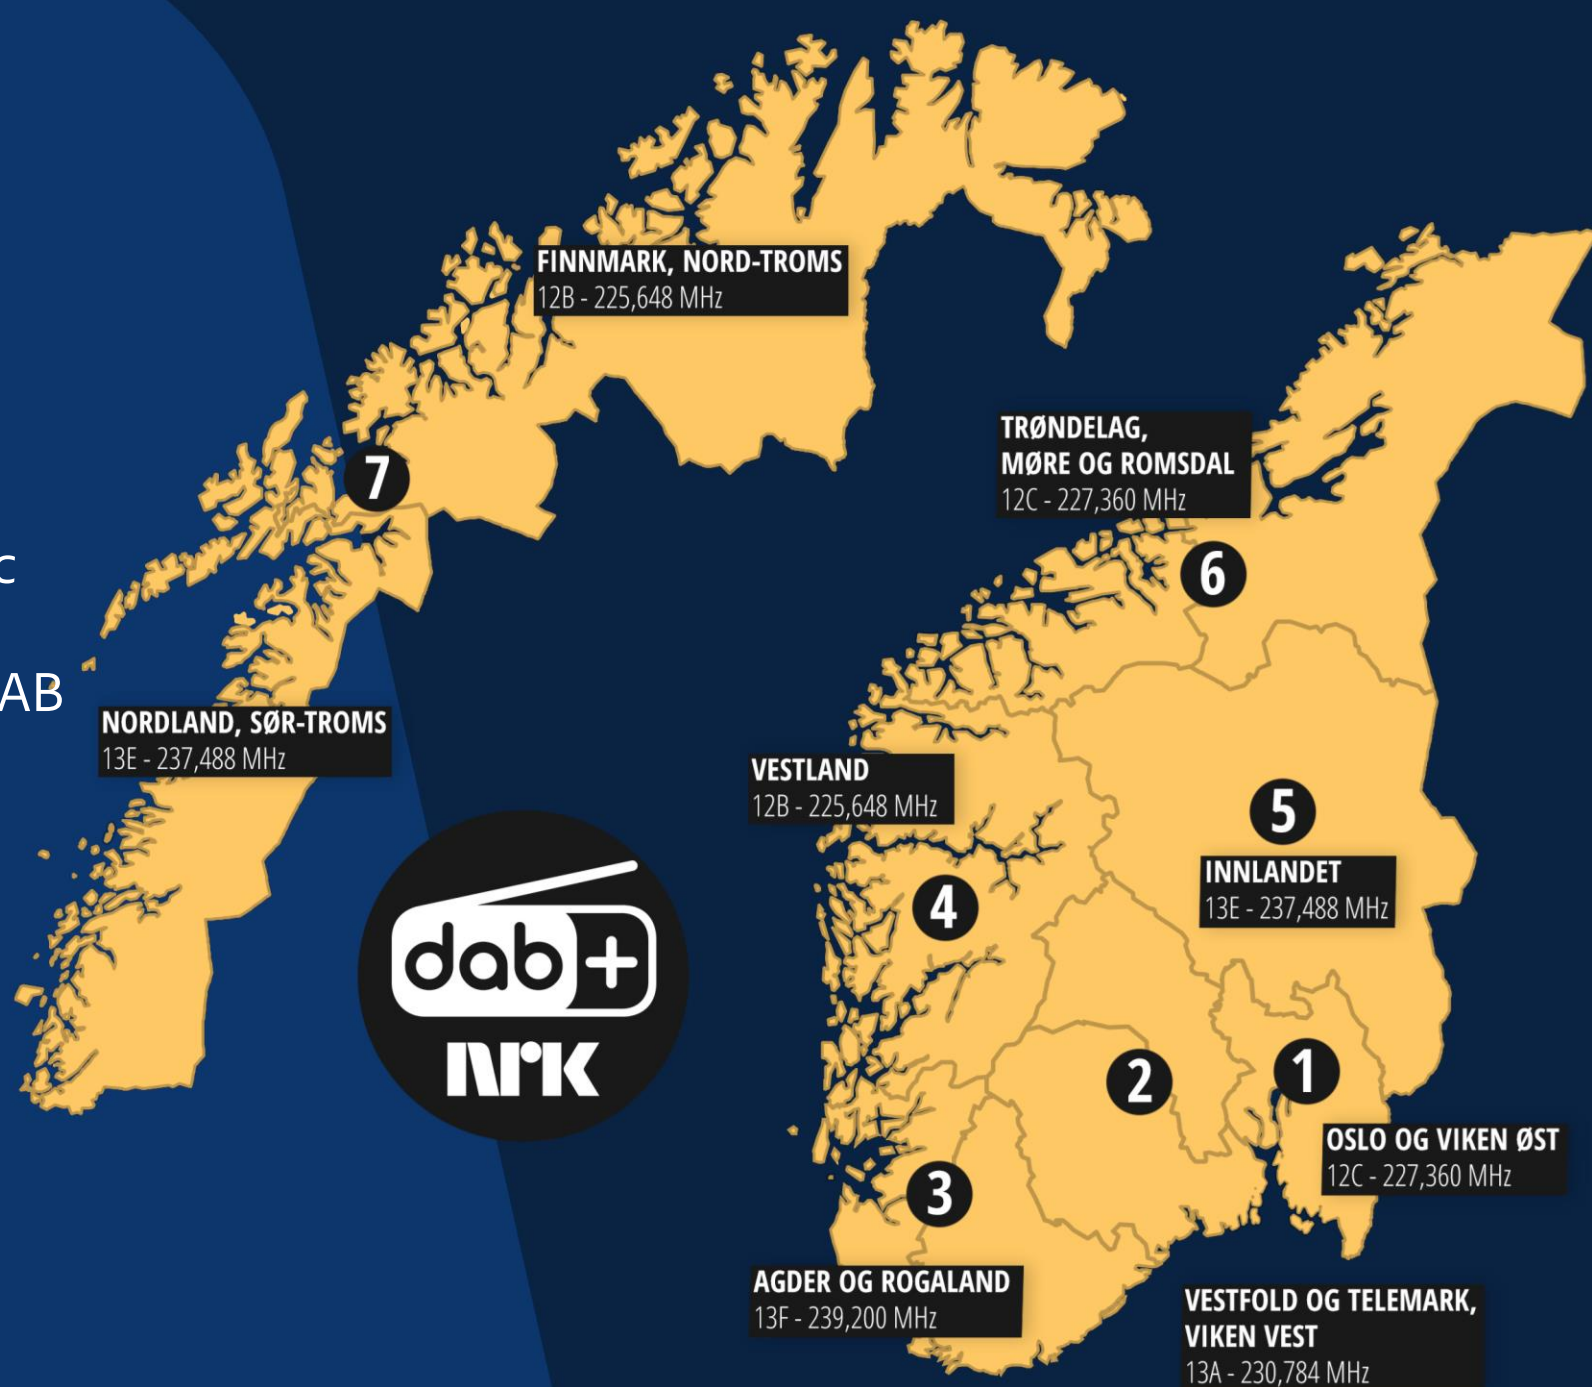 FINNMARK, NORD-TROMS
12B - 225,648 MHz
TRØNDELAG,
MØRE OG ROMSDAL
12C - 227,360 MHz
7
6
C
AB
NORDLAND, SØR-TROMS
13E - 237,488 MHz
VESTLAND
12B - 225,648 MHz
5
INNLANDET
13E - 237,488 MHz
4
dab+
NRK
2
1
OSLO OG VIKEN ØST
12C - 227,360 MHz
3
AGDER OG ROGALAND
13F - 239,200 MHz
VESTFOLD OG TELEMARK,
VIKEN VEST
13A - 230,784 MHz